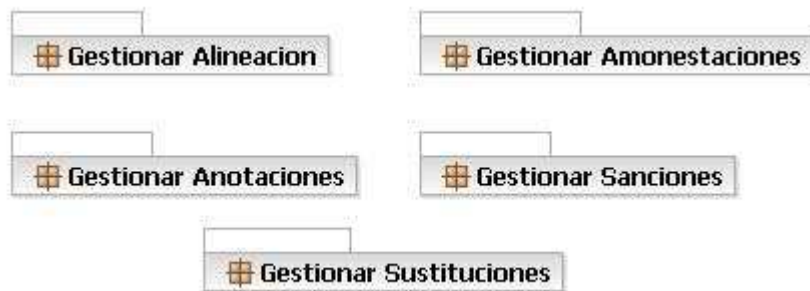 Gestionar Alineacion
Gestionar Amonestaciones
Gestionar Anotaciones
Gestionar Sanciones
Gestionar Sustituciones